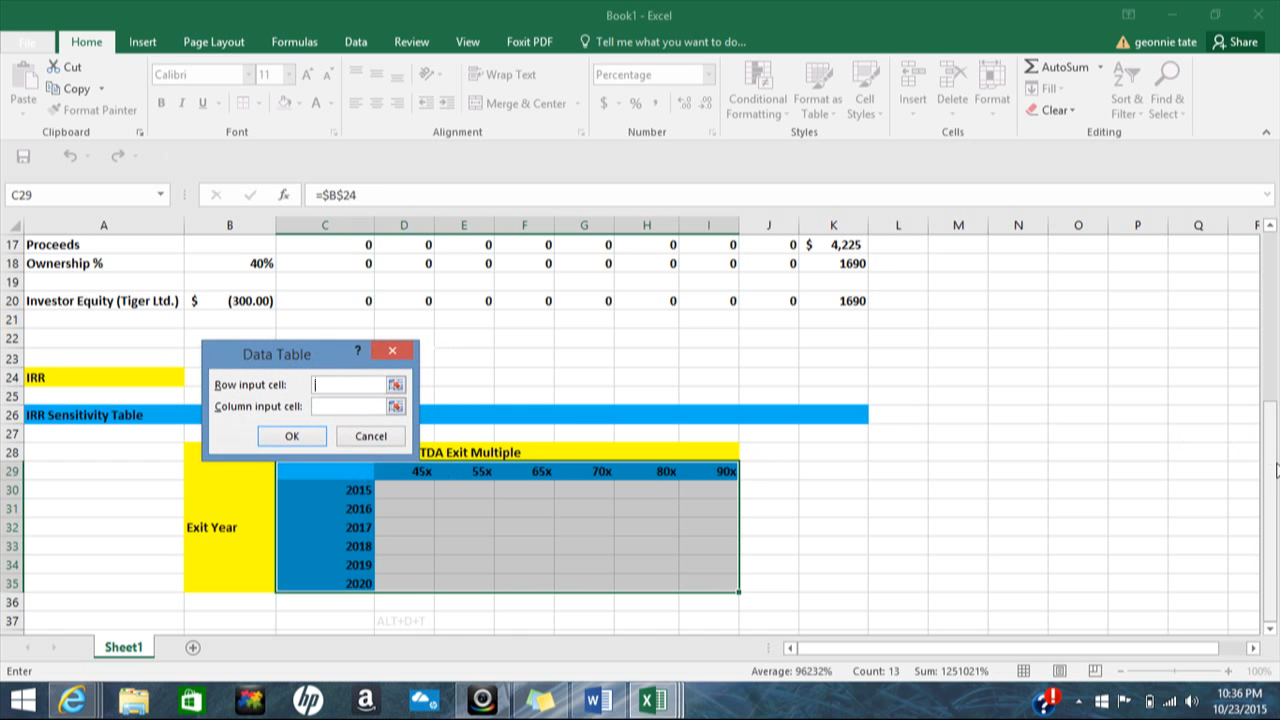 Book1 - Excel
File Home Insert Page Layout Formulas Data Review View Foxit PDF Tell me what you want to do... geonnie tate Share
Cut
Copy
Format Painter
Paste
Calibri 11
B I U
Wrap Text
Merge & Center
Percentage
$ % ,
Conditional Formatting
Format as Table
Cell Styles
Insert Delete Format
AutoSum
Fill
Clear
Sort & Filter
Find & Select
Clipboard Font Alignment Number Styles Cells Editing
C29 fx =$B$24
A B C D E F G H I J K L M N O P Q
17 Proceeds 0 0 0 0 0 0 0 0 $ 4,225
18 Ownership % 40% 0 0 0 0 0 0 0 0 1690
19
20 Investor Equity (Tiger Ltd.) $ (300.00) 0 0 0 0 0 0 0 0 1690
21
22
23
24 IRR
25
26 IRR Sensitivity Table
27
28 TDA Exit Multiple
29 45x 55x 65x 70x 80x 90x
30 2015
31 2016
32 Exit Year 2017
33 2018
34 2019
35 2020
36
37 ALT+D+T
Data Table ?
Row input cell:
Column input cell:
OK Cancel
Sheet1
Enter Average: 96232% Count: 13 Sum: 1251021% 100%
10:36 PM
10/23/2015